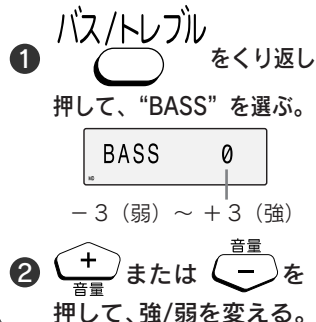 バス/トレブル
❶ をくり返し
押して、“BASS”を選ぶ。
BASS 0
－3（弱）～＋3（強）
音量
❷ + または − を
音量
押して、強/弱を変える。